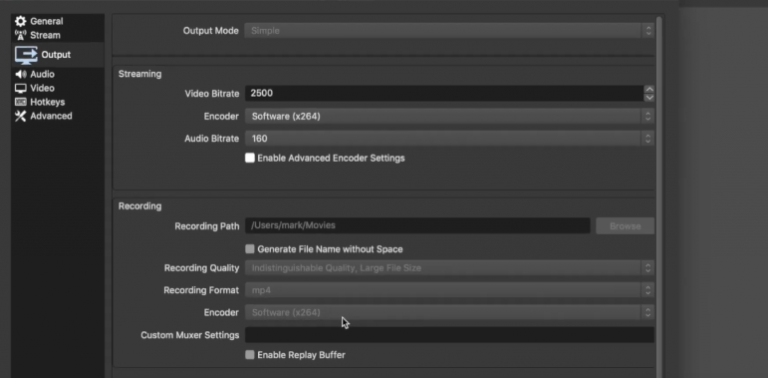 General
Stream
Output
Audio
Video
Hotkeys
Advanced
Output Mode Simple
Streaming
Video Bitrate 2500
Encoder Software (x264)
Audio Bitrate 160
Enable Advanced Encoder Settings
Recording
Recording Path /Users/mark/Movies Browse
Generate File Name without Space
Recording Quality Indistinguishable Quality, Large File Size
Recording Format mp4
Encoder Software (x264)
Custom Muxer Settings
Enable Replay Buffer